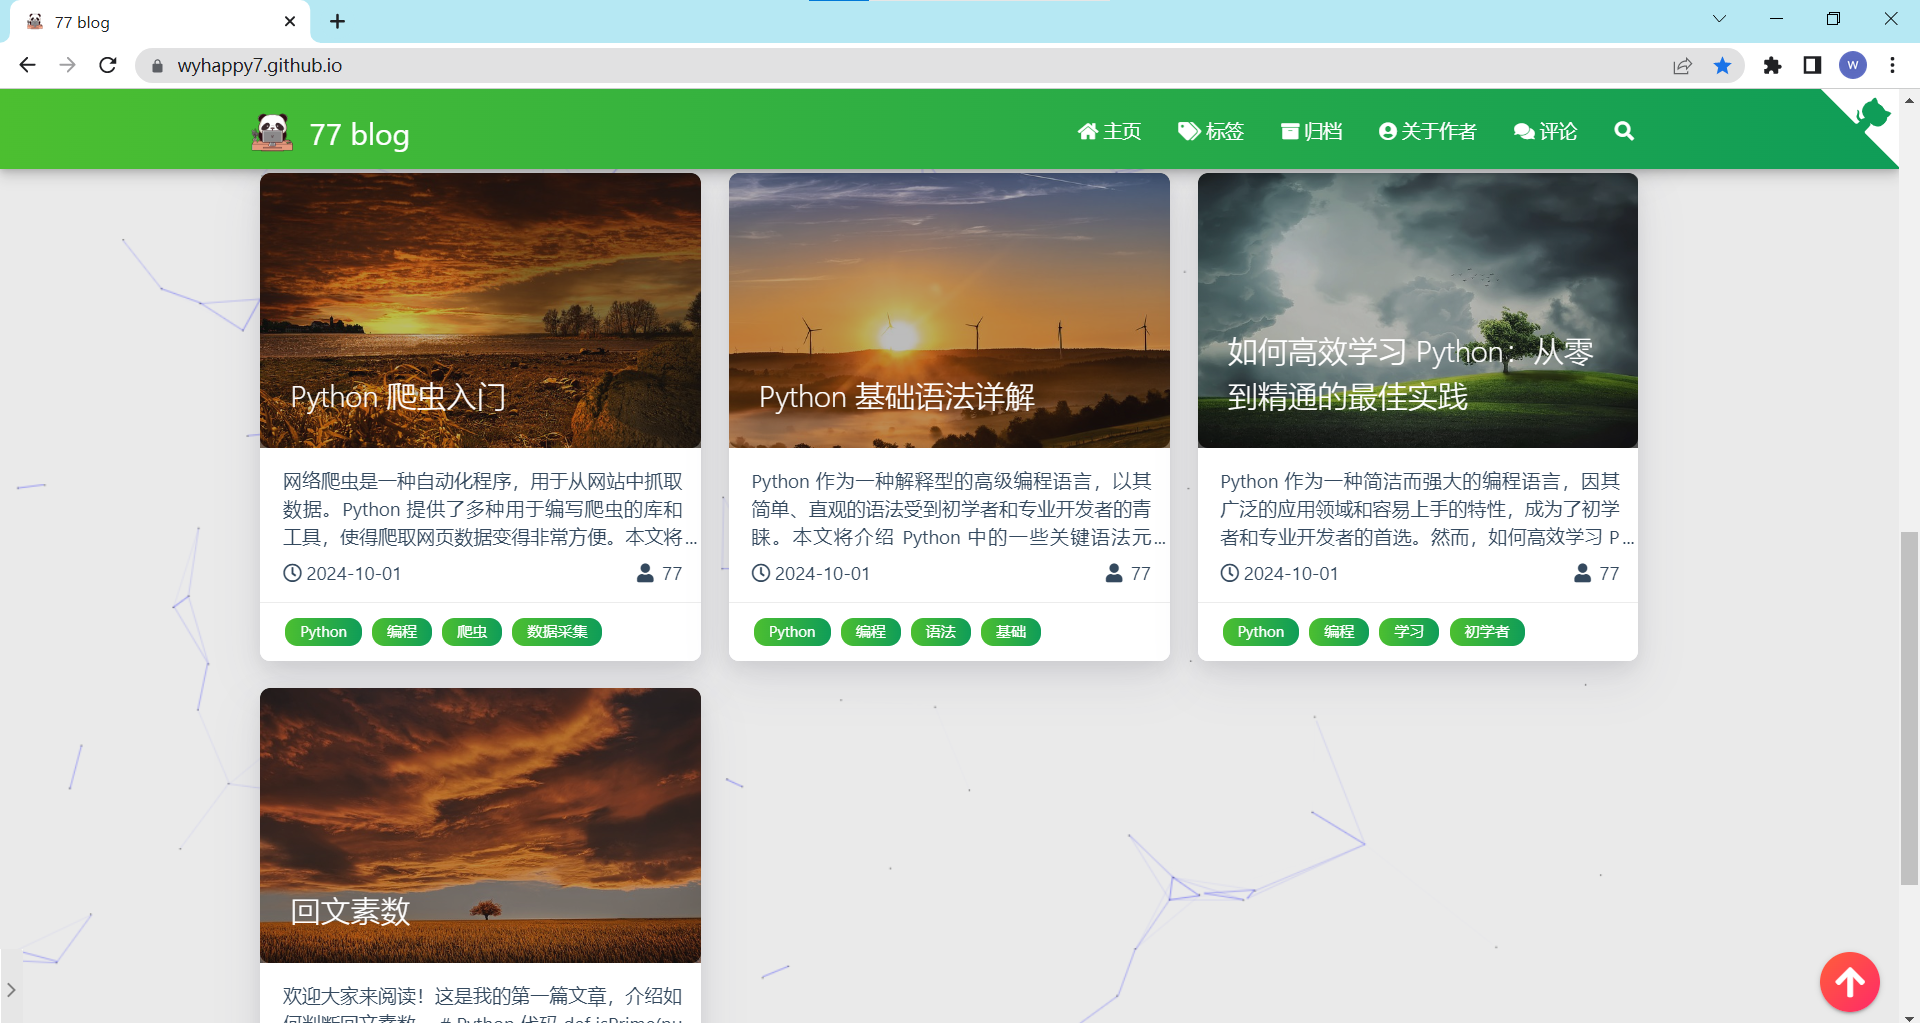 77 blog
wyhappy7.github.io
W
77 blog
主页 标签 归档 关于作者 评论
Python 爬虫入门
网络爬虫是一种自动化程序，用于从网站中抓取
数据。Python 提供了多种用于编写爬虫的库和
工具，使得爬取网页数据变得非常方便。本文将...
2024-10-01 77
Python 编程 爬虫 数据采集
Python 基础语法详解
Python 作为一种解释型的高级编程语言，以其
简单、直观的语法受到初学者和专业开发者的青
睐。本文将介绍 Python 中的一些关键语法元...
2024-10-01 77
Python 编程 语法 基础
如何高效学习 Python：从零
到精通的最佳实践
Python 作为一种简洁而强大的编程语言，因其
广泛的应用领域和容易上手的特性，成为了初学
者和专业开发者的首选。然而，如何高效学习 P...
2024-10-01 77
Python 编程 学习 初学者
回文素数
欢迎大家来阅读！这是我的第一篇文章，介绍如
何判断回文素数。 # Python 代码 def isPrime(nu